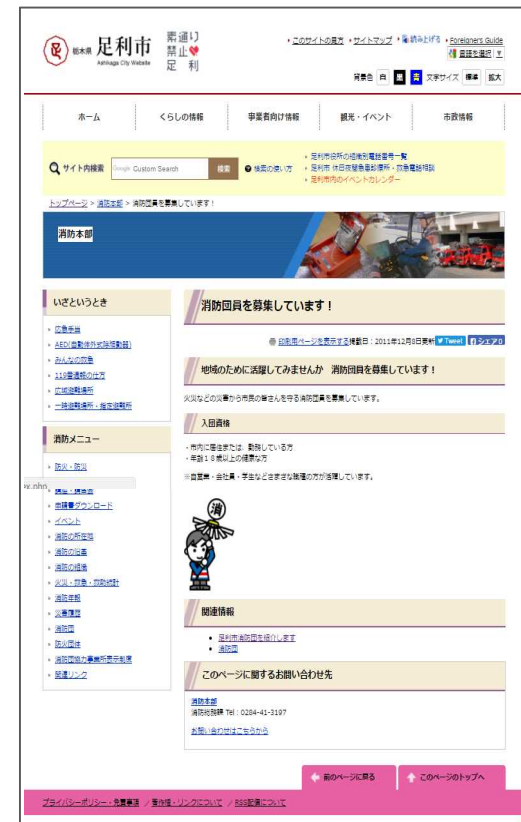 栃木県 足利市
Ashikaga City Website
素通り
禁止
足 利
このサイトの見方 サイトマップ 読み上げる Foreigners Guide
言語を選択 ▼
背景色 白 黒 青 文字サイズ 標準 拡大
ホーム くらしの情報 事業者向け情報 観光・イベント 市政情報
サイト内検索 Google Custom Search 検索 検索の使い方
足利市役所の組織別電話番号一覧
足利市 休日夜間急患診療所・救急電話相談
足利市内のイベントカレンダー
トップページ > 消防本部 > 消防団員を募集しています！
消防本部
いざというとき
応急手当
AED(自動体外式除細動器)
みんなの救急
119番通報の仕方
広域避難場所
一時避難場所・指定避難所
消防メニュー
防火・防災
申請書ダウンロード
イベント
消防の所在地
消防の沿革
消防の組織
火災・救急・救助統計
消防年報
災害履歴
消防団
防火団体
消防団協力事業所表示制度
関連リンク
消防団員を募集しています！
印刷用ページを表示する 掲載日：2011年12月8日更新 Tweet シェア 0
地域のために活躍してみませんか 消防団員を募集しています！
火災などの災害から市民の皆さんを守る消防団員を募集しています。
入団資格
・市内に居住または、勤務している方
・年齢１８歳以上の健康な方
※自営業・会社員・学生などさまざまな職種の方が活躍しています。
消
関連情報
足利市消防団を紹介します
消防団
このページに関するお問い合わせ先
消防本部
消防総務課 Tel：0284-41-3197
お問い合わせはこちらから
前のページに戻る このページのトップへ
プライバシーポリシー・免責事項 ／ 著作権・リンクについて ／ RSS配信について